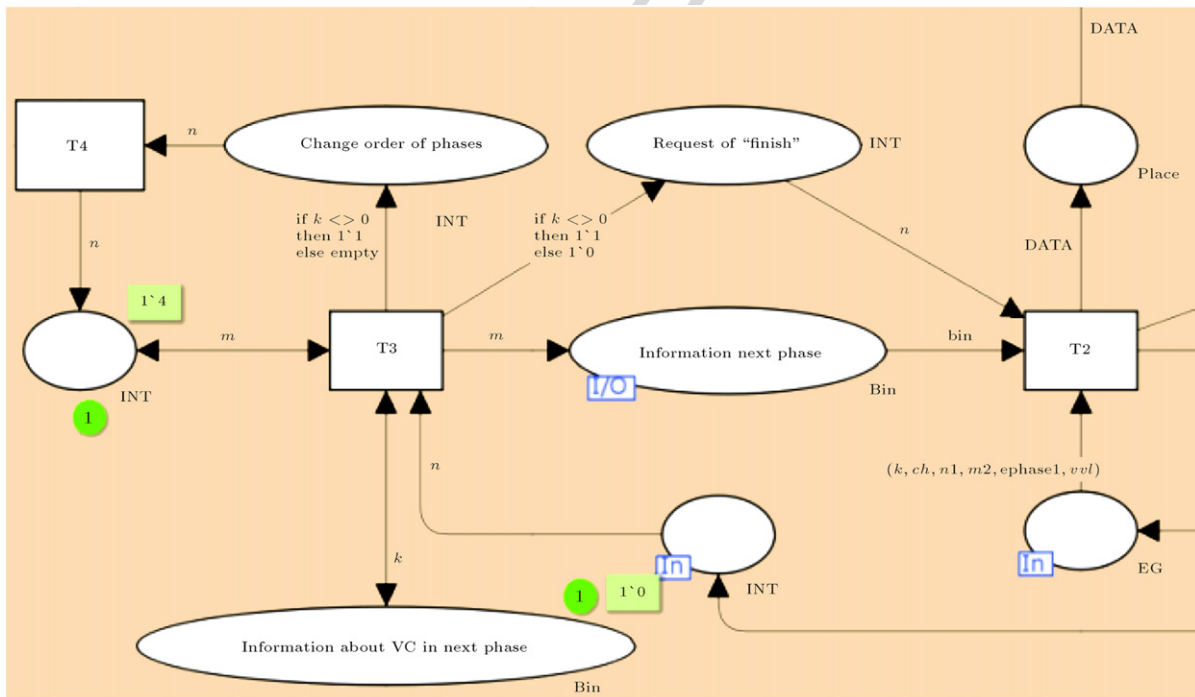 DATA
T4
n
Change order of phases
Request of “finish”
INT
Place
if k <> 0
then 1`1
else empty
INT
if k <> 0
then 1`1
else 1`0
n
DATA
n
1`4
m
T3
m
Information next phase
bin
T2
I/O
INT
Bin
1
n
(k, ch, n1, m2, ephase1, vvl)
k
In
In
EG
1
1`0
INT
Information about VC in next phase
Bin